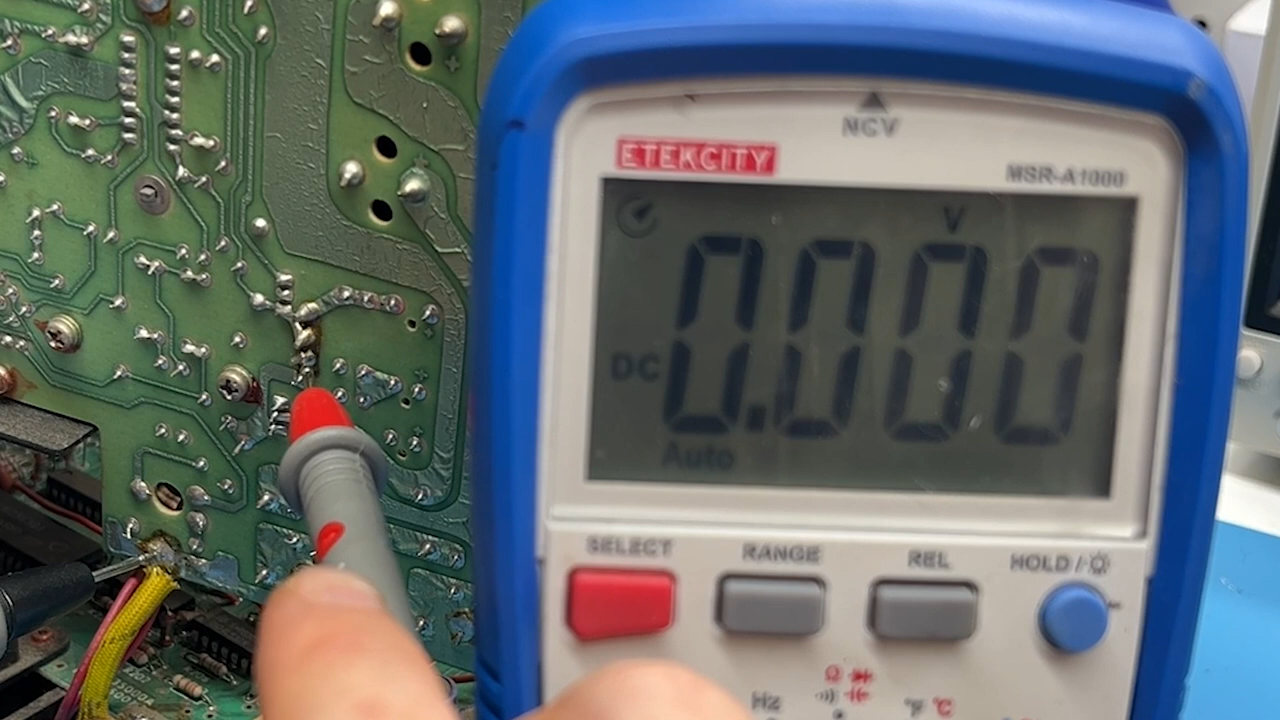 NCV
ETEKCITY
MSR-A1000
V
DC 0.000
Auto
SELECT
RANGE
REL
HOLD/
Hz
Ω
°F °C